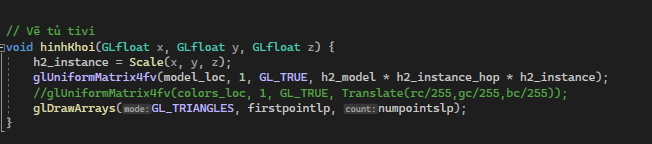 // Vẽ tủ tivi
void hinhKhoi(GLfloat x, GLfloat y, GLfloat z) {
h2_instance = Scale(x, y, z);
glUniformMatrix4fv(model_loc, 1, GL_TRUE, h2_model * h2_instance_hop * h2_instance);
//glUniformMatrix4fv(colors_loc, 1, GL_TRUE, Translate(rc/255,gc/255,bc/255));
glDrawArrays(mode:GL_TRIANGLES, firstpointlp, count:numpointslp);
}